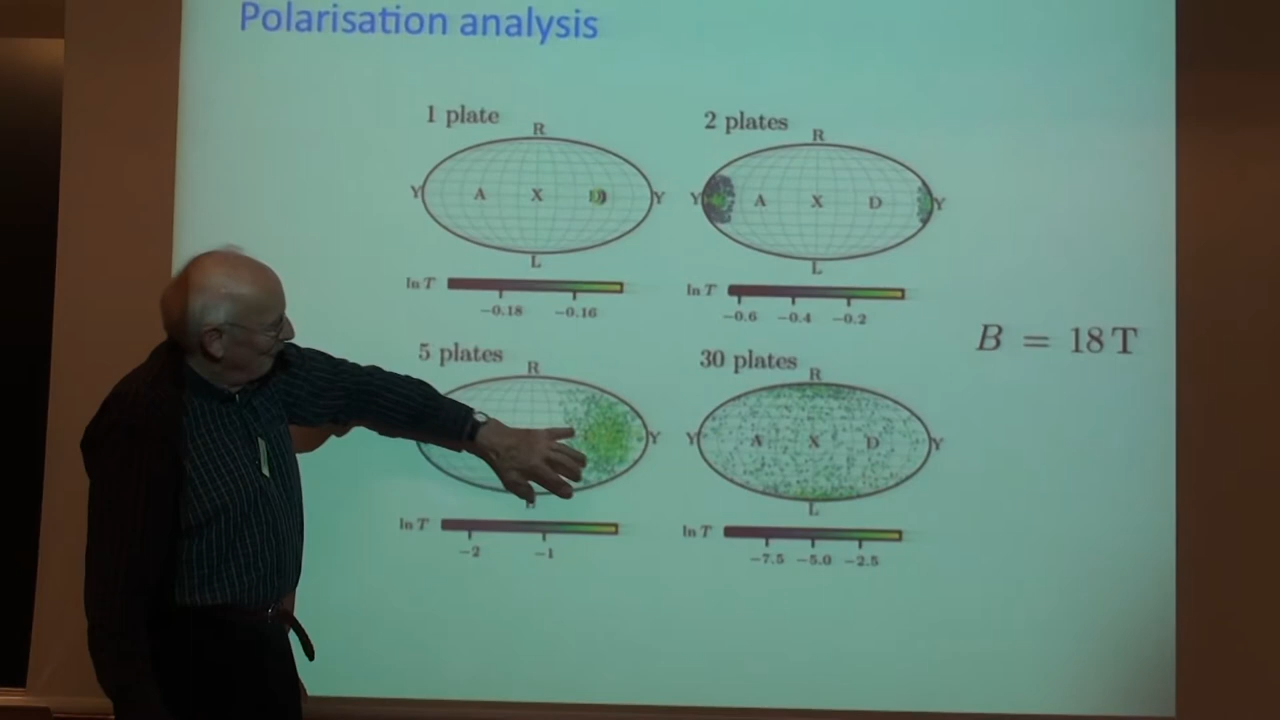 Polarisation analysis
1 plate
R
Y A X D Y
L
ln T
−0.18 −0.16
2 plates
R
Y A X D Y
L
ln T
−0.6 −0.4 −0.2
B = 18 T
5 plates
R
Y
ln T
−2 −1
30 plates
R
Y A X D Y
L
ln T
−7.5 −5.0 −2.5